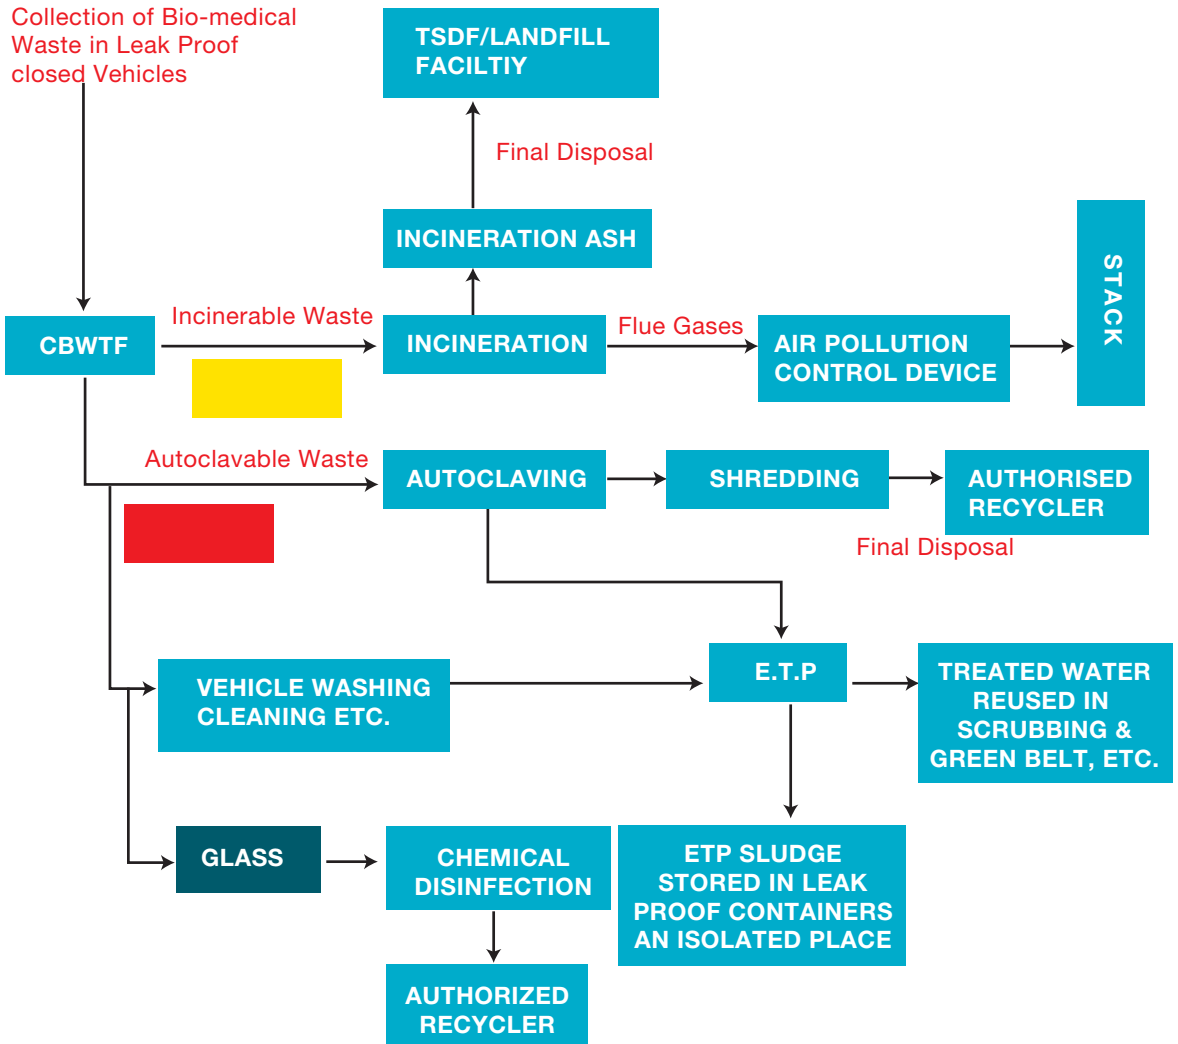 Collection of Bio-medical
Waste in Leak Proof
closed Vehicles
TSDF/LANDFILL
FACILTIY
Final Disposal
INCINERATION ASH
STACK
Incinerable Waste
CBWTF
INCINERATION
Flue Gases
AIR POLLUTION
CONTROL DEVICE
Autoclavable Waste
AUTOCLAVING
SHREDDING
AUTHORISED
RECYCLER
Final Disposal
VEHICLE WASHING
CLEANING ETC.
E.T.P
TREATED WATER
REUSED IN
SCRUBBING &
GREEN BELT, ETC.
GLASS
CHEMICAL
DISINFECTION
ETP SLUDGE
STORED IN LEAK
PROOF CONTAINERS
AN ISOLATED PLACE
AUTHORIZED
RECYCLER